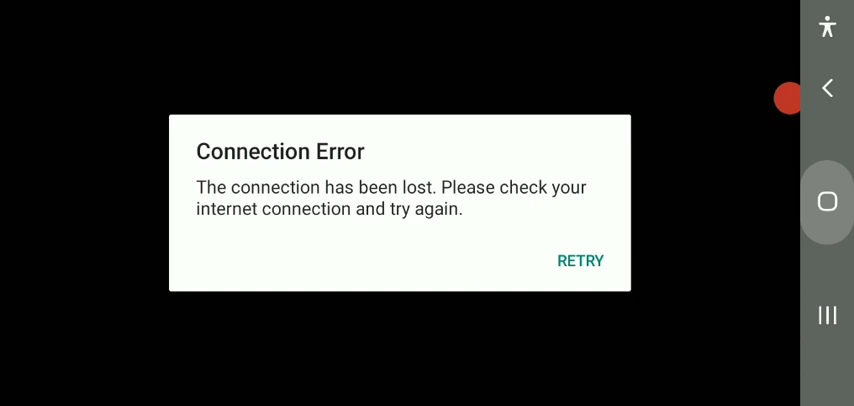 Connection Error
The connection has been lost. Please check your
internet connection and try again.
RETRY